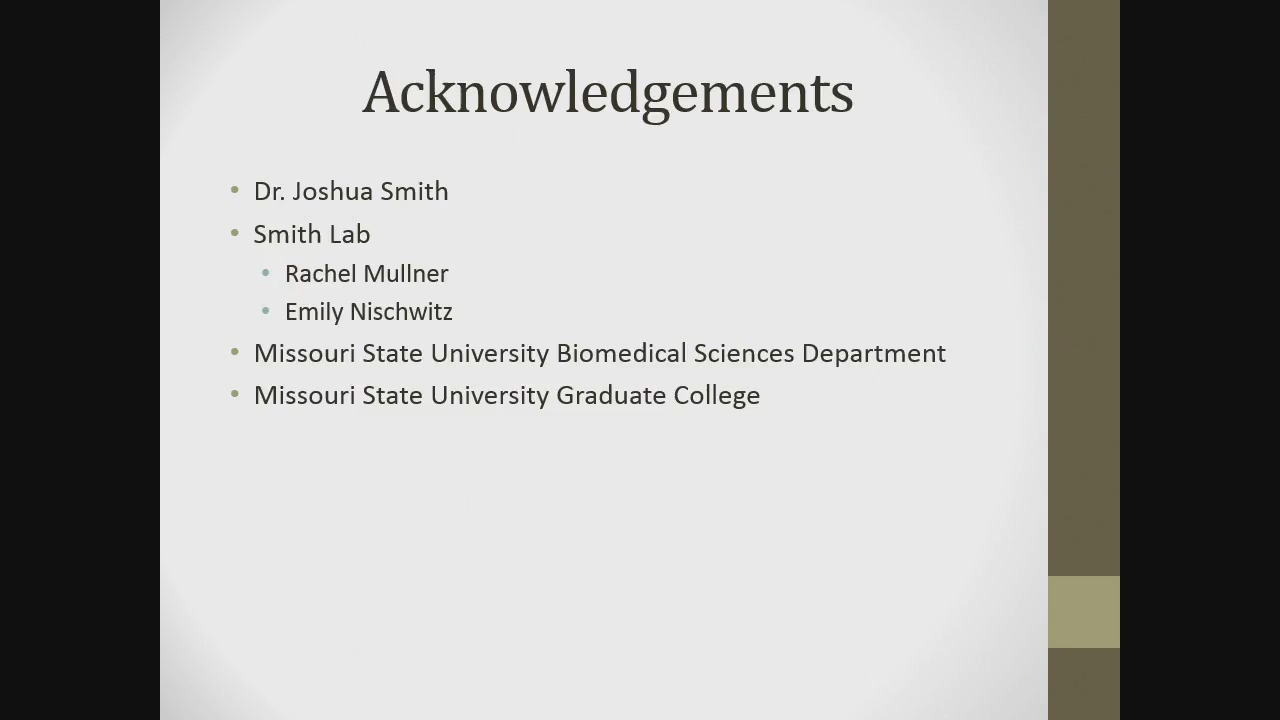 Acknowledgements
• Dr. Joshua Smith
• Smith Lab
• Rachel Mullner
• Emily Nischwitz
• Missouri State University Biomedical Sciences Department
• Missouri State University Graduate College